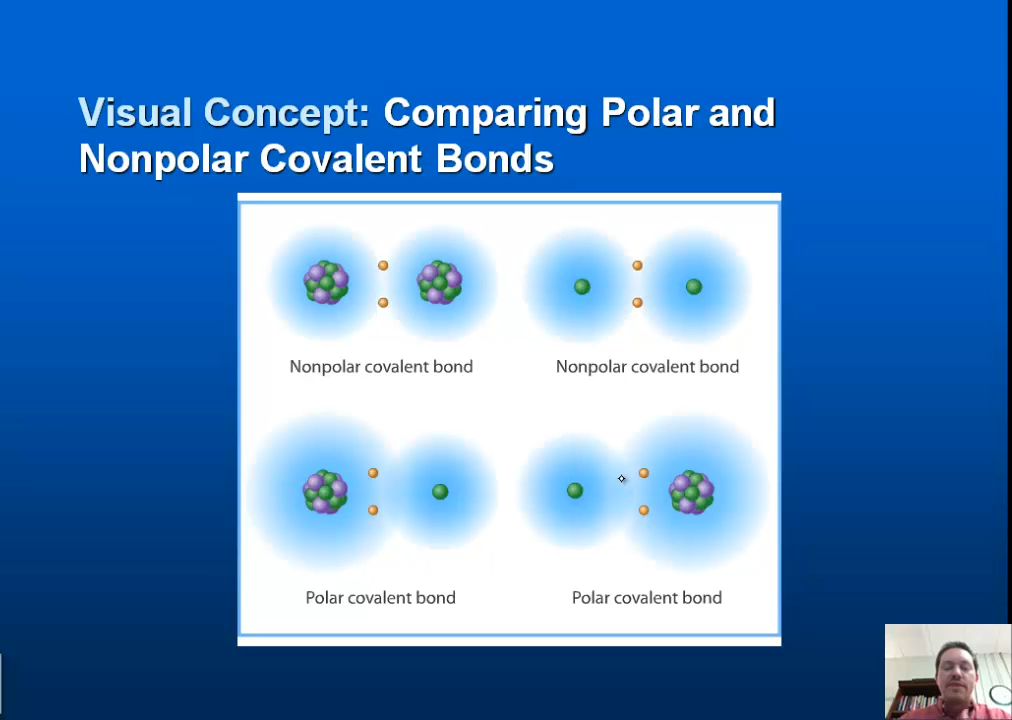 Visual Concept: Comparing Polar and
Nonpolar Covalent Bonds
Nonpolar covalent bond
Nonpolar covalent bond
Polar covalent bond
Polar covalent bond